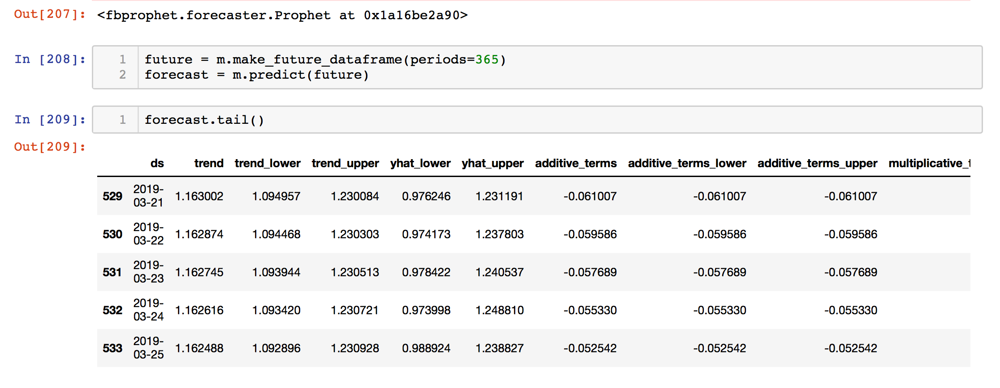 Out[207]: <fbprophet.forecaster.Prophet at 0x1a16be2a90>
In [208]: 1 future = m.make_future_dataframe(periods=365)
2 forecast = m.predict(future)
In [209]: 1 forecast.tail()
Out[209]:
ds trend trend_lower trend_upper yhat_lower yhat_upper additive_terms additive_terms_lower additive_terms_upper multiplicative_t
529 2019-03-21 1.163002 1.094957 1.230084 0.976246 1.231191 -0.061007 -0.061007 -0.061007
530 2019-03-22 1.162874 1.094468 1.230303 0.974173 1.237803 -0.059586 -0.059586 -0.059586
531 2019-03-23 1.162745 1.093944 1.230513 0.978422 1.240537 -0.057689 -0.057689 -0.057689
532 2019-03-24 1.162616 1.093420 1.230721 0.973998 1.248810 -0.055330 -0.055330 -0.055330
533 2019-03-25 1.162488 1.092896 1.230928 0.988924 1.238827 -0.052542 -0.052542 -0.052542